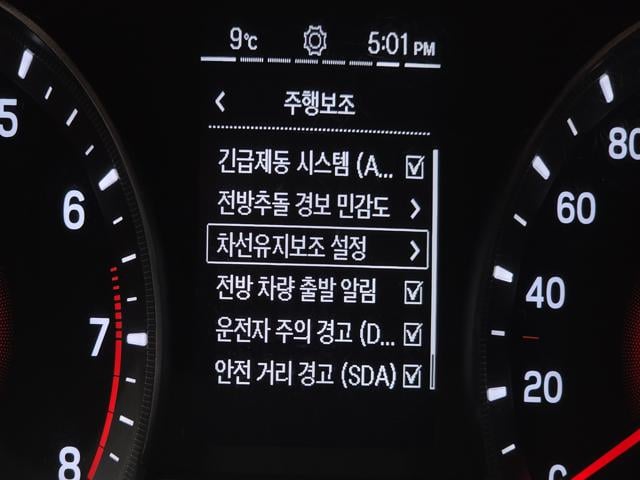 9℃
5:01 PM
주행보조
긴급제동 시스템 (A...
전방추돌 경보 민감도
차선유지보조 설정
전방 차량 출발 알림
운전자 주의 경고 (D...
안전 거리 경고 (SDA)
5
6
7
8
80
60
40
20